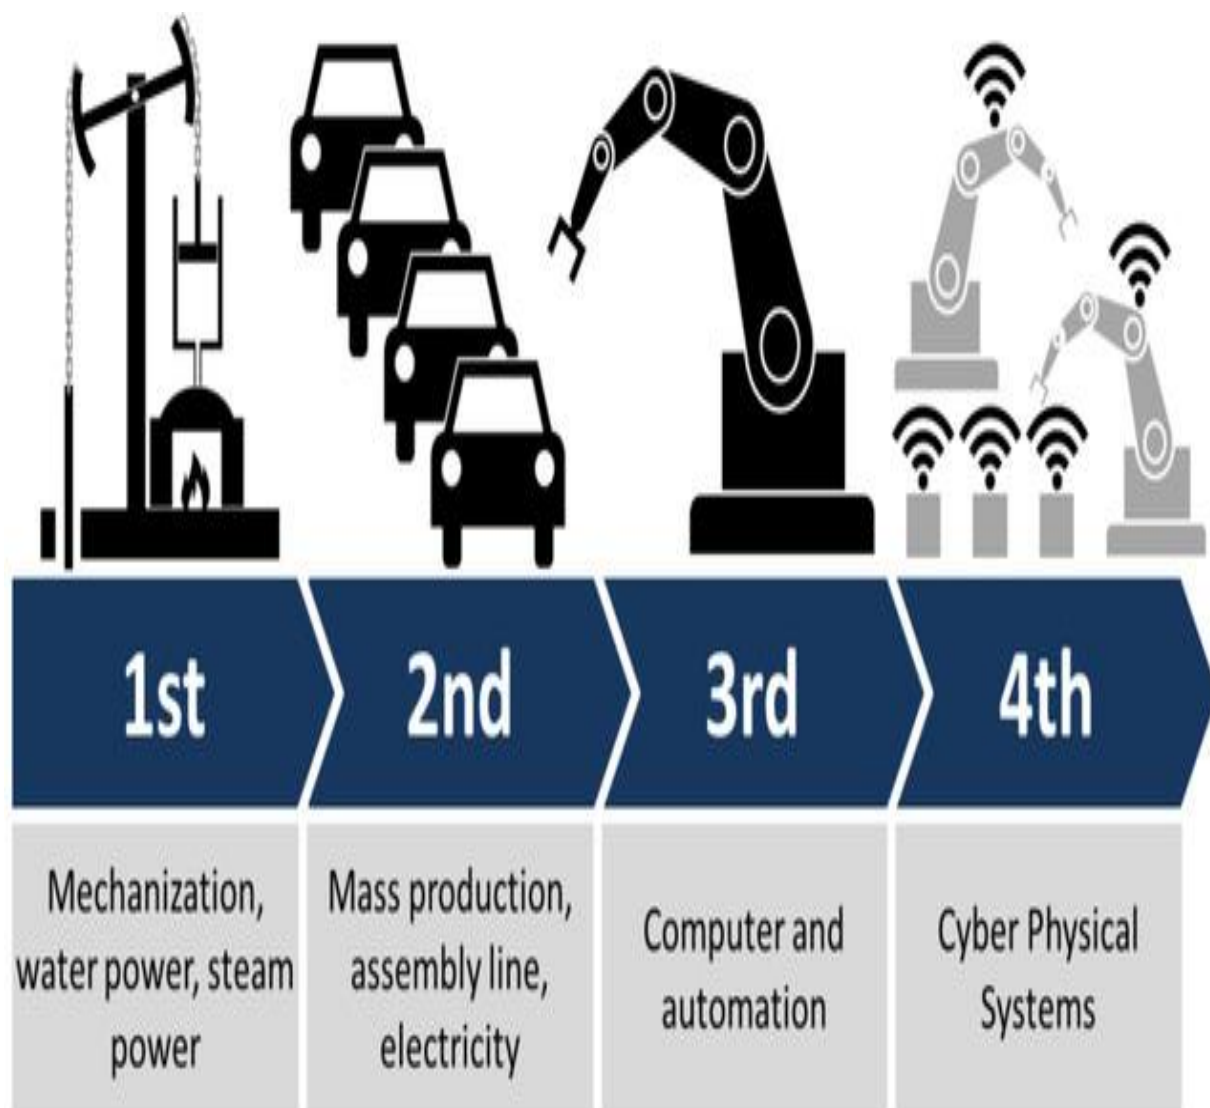 1st
2nd
3rd
4th
Mechanization,
water power, steam
power
Mass production,
assembly line,
electricity
Computer and
automation
Cyber Physical
Systems